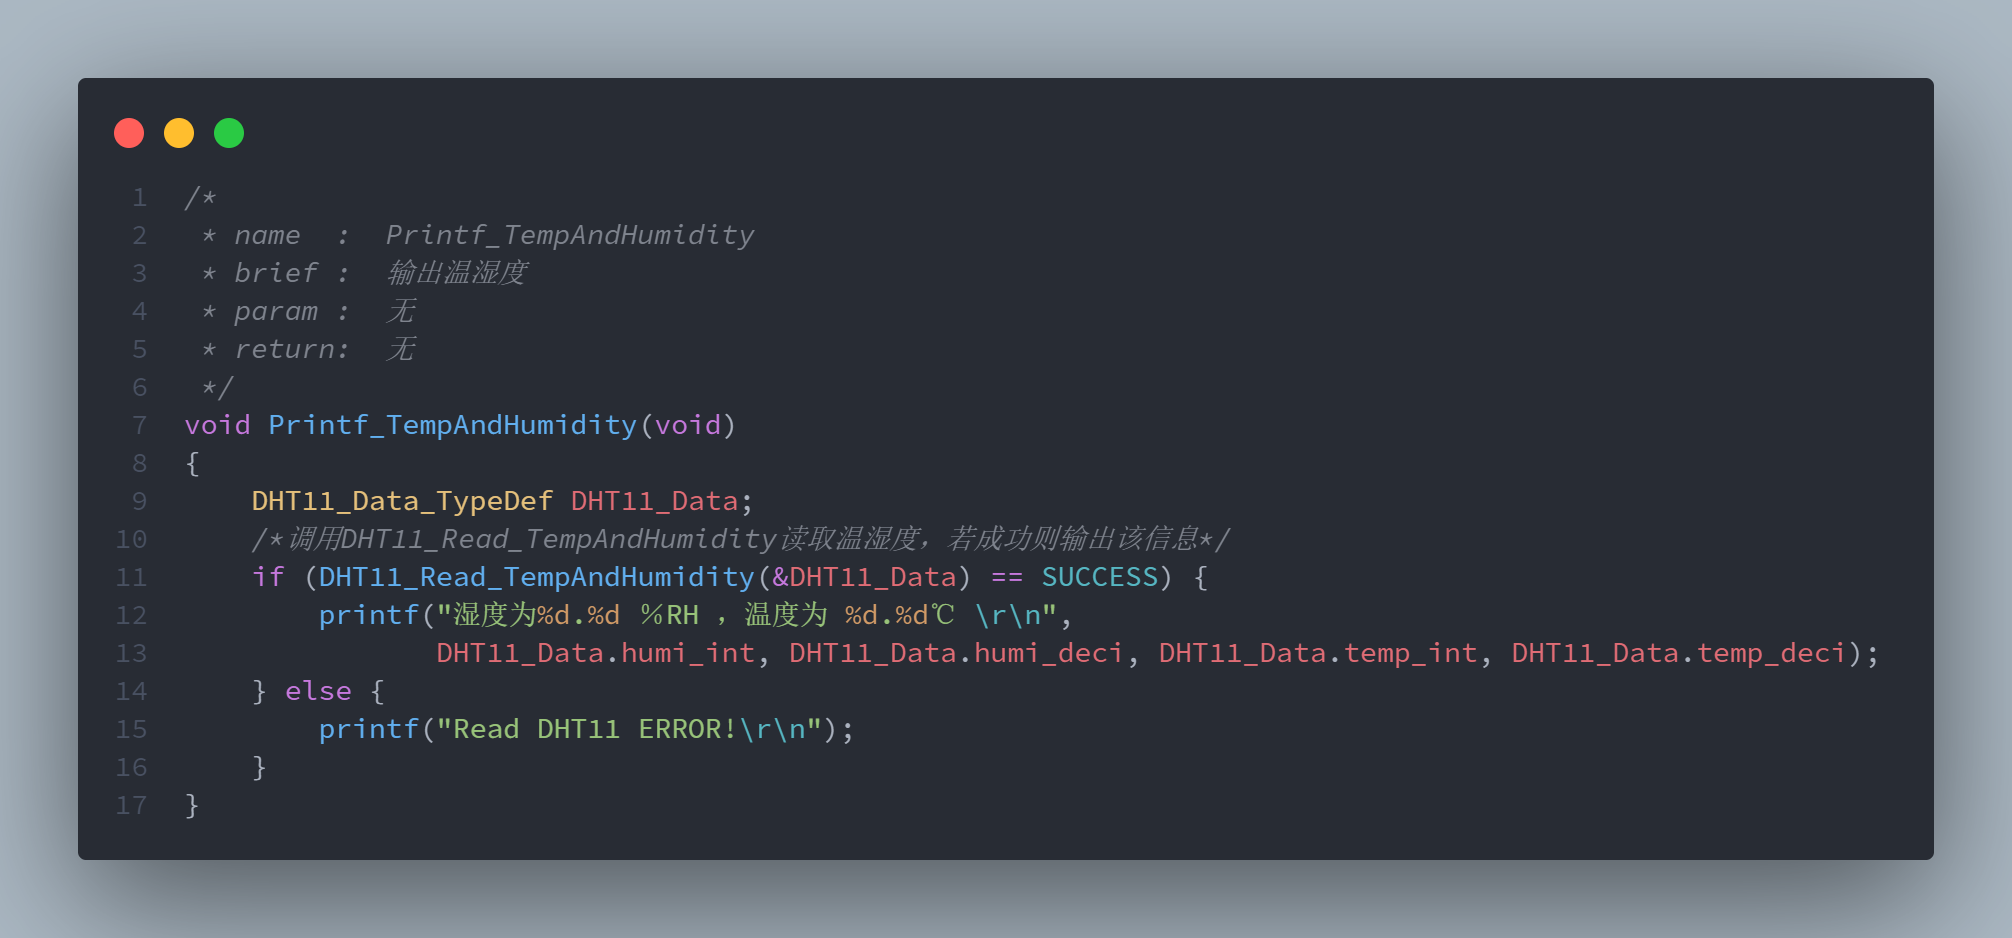 1 /*
2  * name  :  Printf_TempAndHumidity
3  * brief :  输出温湿度
4  * param :  无
5  * return:  无
6  */
7 void Printf_TempAndHumidity(void)
8 {
9     DHT11_Data_TypeDef DHT11_Data;
10     /*调用DHT11_Read_TempAndHumidity读取温湿度，若成功则输出该信息*/
11     if (DHT11_Read_TempAndHumidity(&DHT11_Data) == SUCCESS) {
12         printf("湿度为%d.%d ％RH ，温度为 %d.%d℃ \r\n",
13                DHT11_Data.humi_int, DHT11_Data.humi_deci, DHT11_Data.temp_int, DHT11_Data.temp_deci);
14     } else {
15         printf("Read DHT11 ERROR!\r\n");
16     }
17 }